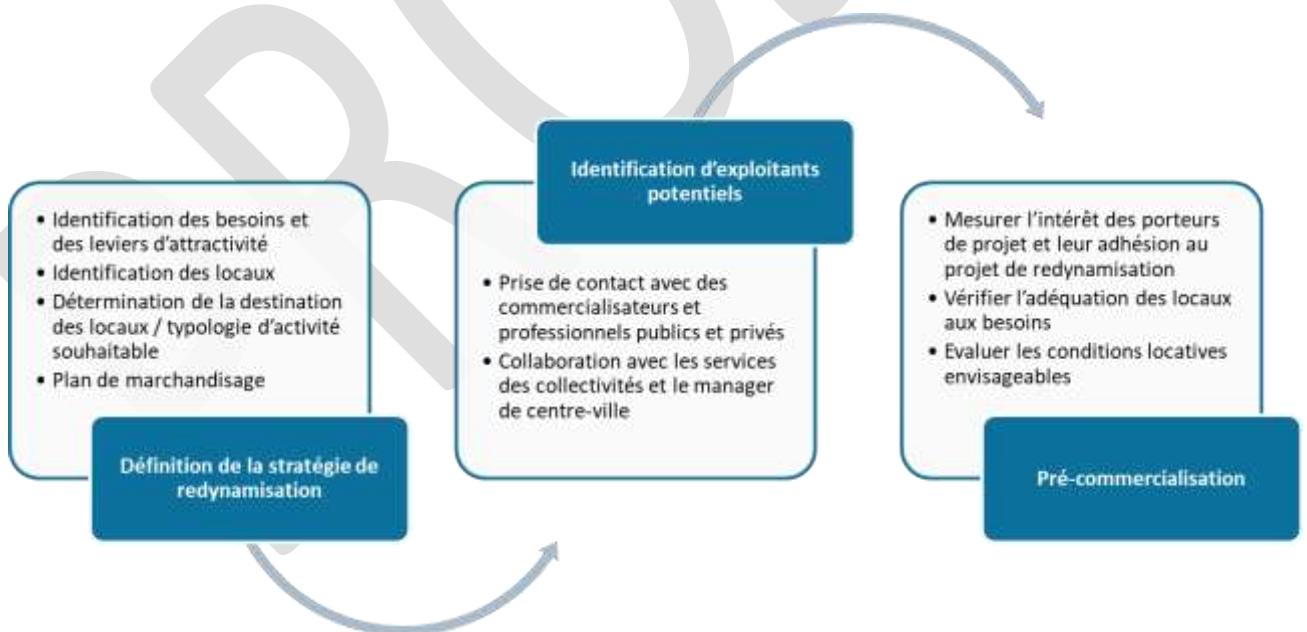 • Identification des besoins et
des leviers d'attractivité
• Identification des locaux
• Détermination de la destination
des locaux / typologie d'activité
souhaitable
• Plan de marchandisage
Définition de la stratégie de
redynamisation
Identification d'exploitants
potentiels
• Prise de contact avec des
commercialisateurs et
professionnels publics et privés
• Collaboration avec les services
des collectivités et le manager
de centre-ville
• Mesurer l'intérêt des porteurs
de projet et leur adhésion au
projet de redynamisation
• Vérifier l'adéquation des locaux
aux besoins
• Evaluer les conditions locatives
envisageables
Pré-commercialisation